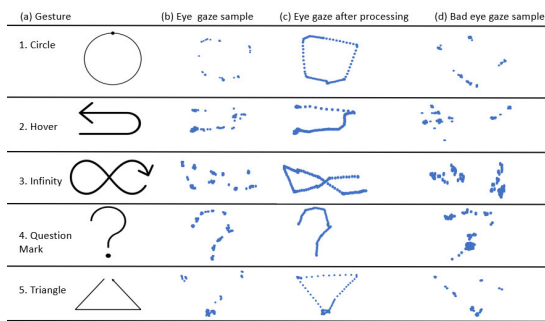 (a) Gesture (b) Eye gaze sample (c) Eye gaze after processing (d) Bad eye gaze sample
1. Circle
2. Hover
3. Infinity
4. Question
Mark
5. Triangle